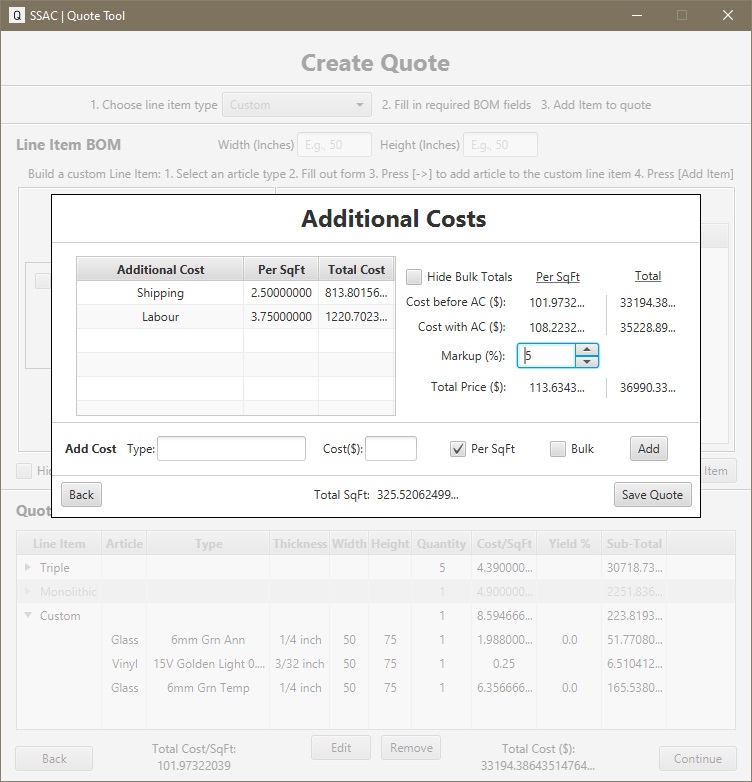 Q SSAC | Quote Tool
Create Quote
1. Choose line item type Custom 2. Fill in required BOM fields 3. Add Item to quote
Line Item BOM Width (Inches) E.g., 50 Height (Inches) E.g., 50
Build a custom Line Item: 1. Select an article type 2. Fill out form 3. Press [->] to add article to the custom line item 4. Press [Add Item]
Additional Costs
Additional Cost Per SqFt Total Cost
Shipping 2.50000000 813.80156...
Labour 3.75000000 1220.7023...
Hide Bulk Totals Per SqFt Total
Cost before AC ($): 101.9732... 33194.38...
Cost with AC ($): 108.2232... 35228.89...
Markup (%): 5
Total Price ($): 113.6343... 36990.33...
Add Cost Type: Cost($): Per SqFt Bulk Add
Item
Back Total SqFt: 325.52062499... Save Quote
Line Item Article Type Thickness Width Height Quantity Cost/SqFt Yield % Sub-Total
Triple 5 4.390000... 30718.73...
Monolithic 1 4.900000... 2251.836...
Custom 1 8.594666... 223.8193...
Glass 6mm Grn Ann 1/4 inch 50 75 1 1.988000... 0.0 51.77080...
Vinyl 15V Golden Light 0.... 3/32 inch 50 75 1 0.25 6.510412...
Glass 6mm Grn Temp 1/4 inch 50 75 1 6.356666... 0.0 165.5380...
Back Total Cost/SqFt: Edit Remove Total Cost ($): Continue
101.97322039 33194.38643514764...